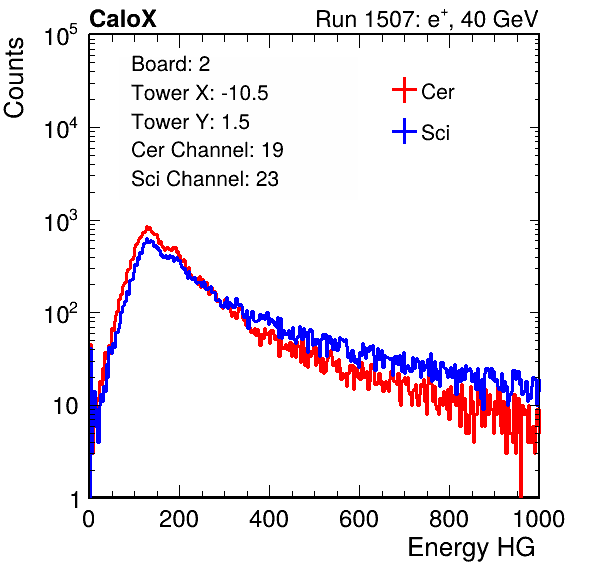 CaloX Run 1507: e⁺, 40 GeV
Counts
10⁵
10⁴
10³
10²
10
1
Board: 2
Tower X: -10.5
Tower Y: 1.5
Cer Channel: 19
Sci Channel: 23
Cer
Sci
0 200 400 600 800 1000
Energy HG